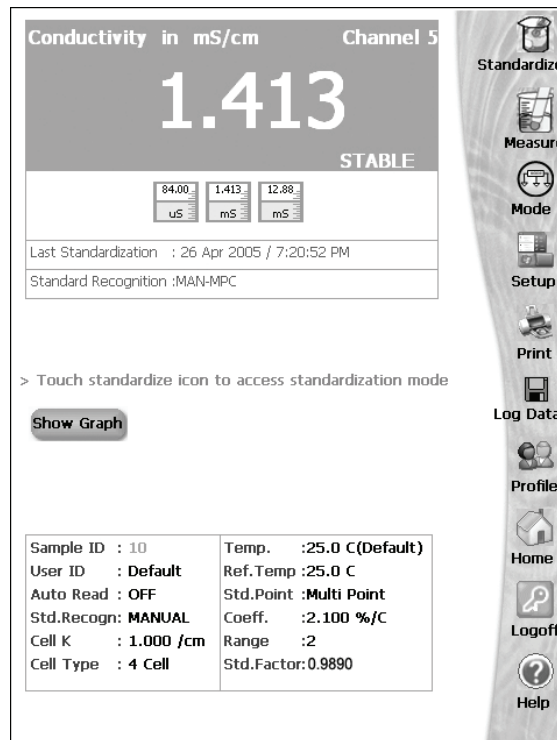 Conductivity in mS/cm Channel 5
1.413
STABLE
84.00 1.413 12.88
uS mS mS
Last Standardization : 26 Apr 2005 / 7:20:52 PM
Standard Recognition :MAN-MPC
> Touch standardize icon to access standardization mode
Show Graph
Sample ID : 10
User ID : Default
Auto Read : OFF
Std.Recogn: MANUAL
Cell K : 1.000 /cm
Cell Type : 4 Cell
Temp. :25.0 C(Default)
Ref.Temp :25.0 C
Std.Point :Multi Point
Coeff. :2.100 %/C
Range :2
Std.Factor:0.9890
Standardize
Measure
Mode
Setup
Print
Log Data
Profile
Home
Logoff
Help